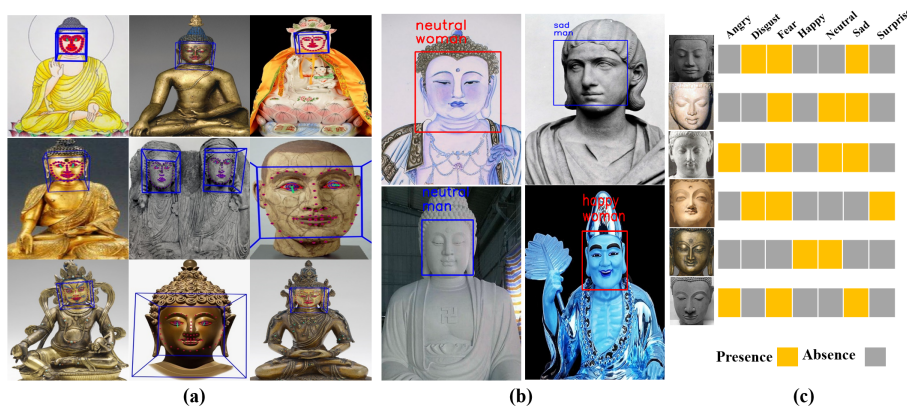 neutral
woman
sad
man
neutral
man
happy
woman
Angry
Disgust
Fear
Happy
Neutral
Sad
Surprise
Presence
Absence
(a)
(b)
(c)